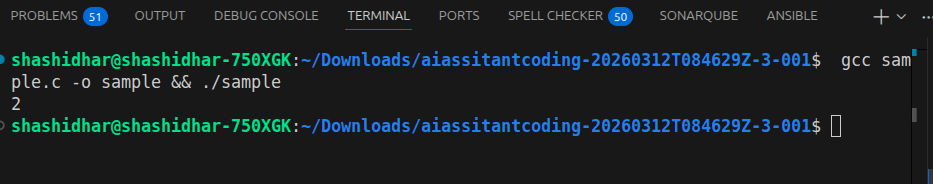 PROBLEMS 51 OUTPUT DEBUG CONSOLE TERMINAL PORTS SPELL CHECKER 50 SONARQUBE ANSIBLE ...
shashidhar@shashidhar-750XGK:~/Downloads/aiassitantcoding-20260312T084629Z-3-001$ gcc sam
ple.c -o sample && ./sample
2
shashidhar@shashidhar-750XGK:~/Downloads/aiassitantcoding-20260312T084629Z-3-001$